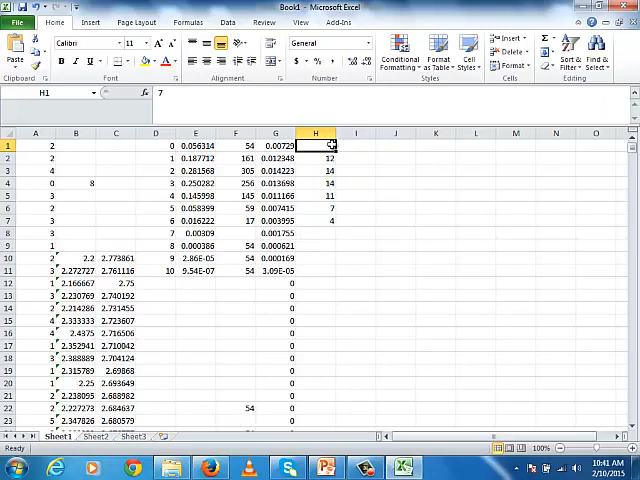 Book1 - Microsoft Excel
File Home Insert Page Layout Formulas Data Review View Add-Ins
Paste Calibri 11 General Conditional Formatting Format as Table Cell Styles Insert Delete Format Sort & Filter Find & Select
Clipboard Font Alignment Number Styles Cells Editing
H1 fx 7
A B C D E F G H I J K L M N O
1 2 0 0.056314 54 0.00729
2 2 1 0.187712 161 0.012348 12
3 4 2 0.281568 305 0.014223 14
4 0 8 3 0.250282 256 0.013698 14
5 3 4 0.145998 145 0.011166 11
6 2 5 0.058399 59 0.007415 7
7 3 6 0.016222 17 0.003995 4
8 3 7 0.00309 0.001755
9 1 8 0.000386 54 0.000621
10 2 2.2 2.773861 9 2.86E-05 54 0.000169
11 3 2.272727 2.761116 10 9.54E-07 54 3.09E-05
12 1 2.166667 2.75 0
13 3 2.230769 2.740192 0
14 2 2.214286 2.731455 0
15 4 2.333333 2.723607 0
16 4 2.4375 2.716506 0
17 1 2.352941 2.710042 0
18 3 2.388889 2.704124 0
19 1 2.315789 2.69868 0
20 1 2.25 2.693649 0
21 2 2.238095 2.688982 0
22 2 2.227273 2.684637 54 0
23 5 2.347826 2.680579 0
Sheet1 Sheet2 Sheet3
Ready 100%
10:41 AM
2/10/2015